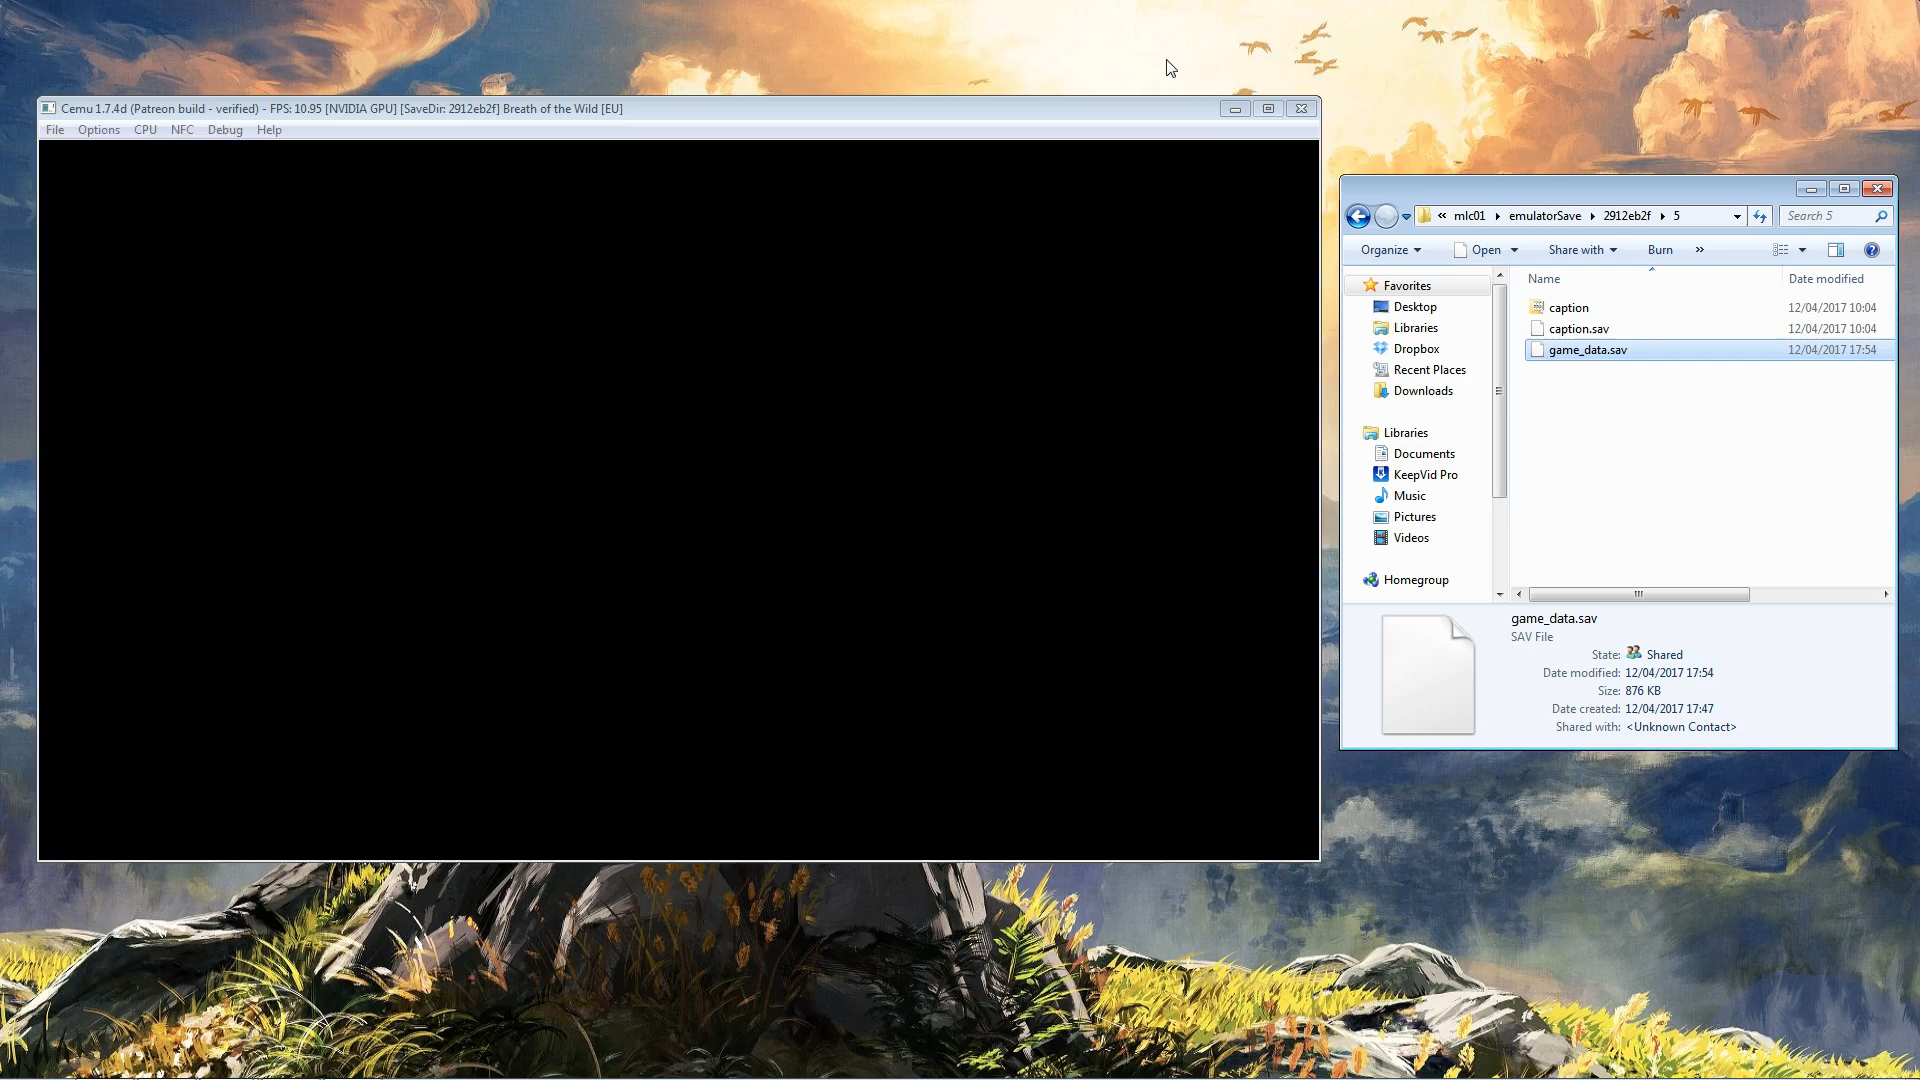 Cemu 1.7.4d (Patreon build - verified) - FPS: 10.95 [NVIDIA GPU] [SaveDir: 2912eb2f] Breath of the Wild [EU]
File Options CPU NFC Debug Help
« mlc01 emulatorSave 2912eb2f 5
Search 5
Organize Open Share with Burn »
Name Date modified
Favorites
Desktop
Libraries
Dropbox
Recent Places
Downloads
Libraries
Documents
KeepVid Pro
Music
Pictures
Videos
Homegroup
caption 12/04/2017 10:04
caption.sav 12/04/2017 10:04
game_data.sav 12/04/2017 17:54
game_data.sav
SAV File
State: Shared
Date modified: 12/04/2017 17:54
Size: 876 KB
Date created: 12/04/2017 17:47
Shared with: <Unknown Contact>